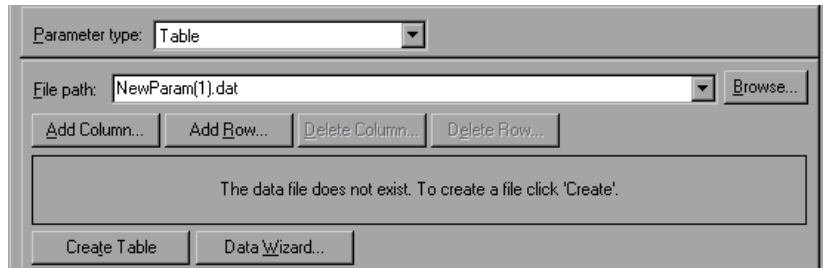 Parameter type: Table
File path: NewParam(1).dat Browse...
Add Column... Add Row... Delete Column... Delete Row...
The data file does not exist. To create a file click 'Create'.
Create Table Data Wizard...